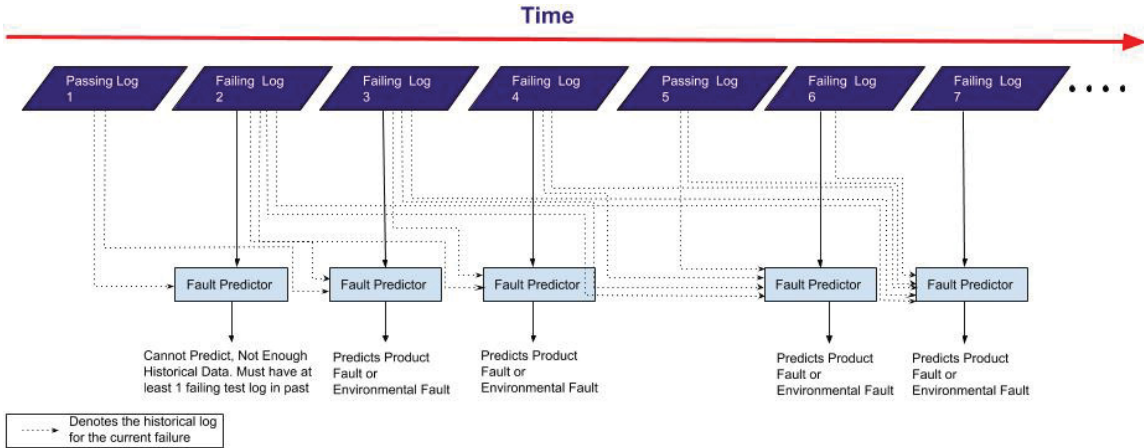 Time
Passing Log
1
Failing Log
2
Failing Log
3
Failing Log
4
Passing Log
5
Failing Log
6
Failing Log
7
Fault Predictor
Fault Predictor
Fault Predictor
Fault Predictor
Fault Predictor
Cannot Predict, Not Enough
Historical Data. Must have at
least 1 failing test log in past
Predicts Product
Fault or
Environmental Fault
Predicts Product
Fault or
Environmental Fault
Predicts Product
Fault or
Environmental Fault
Predicts Product
Fault or
Environmental Fault
Denotes the historical log
for the current failure